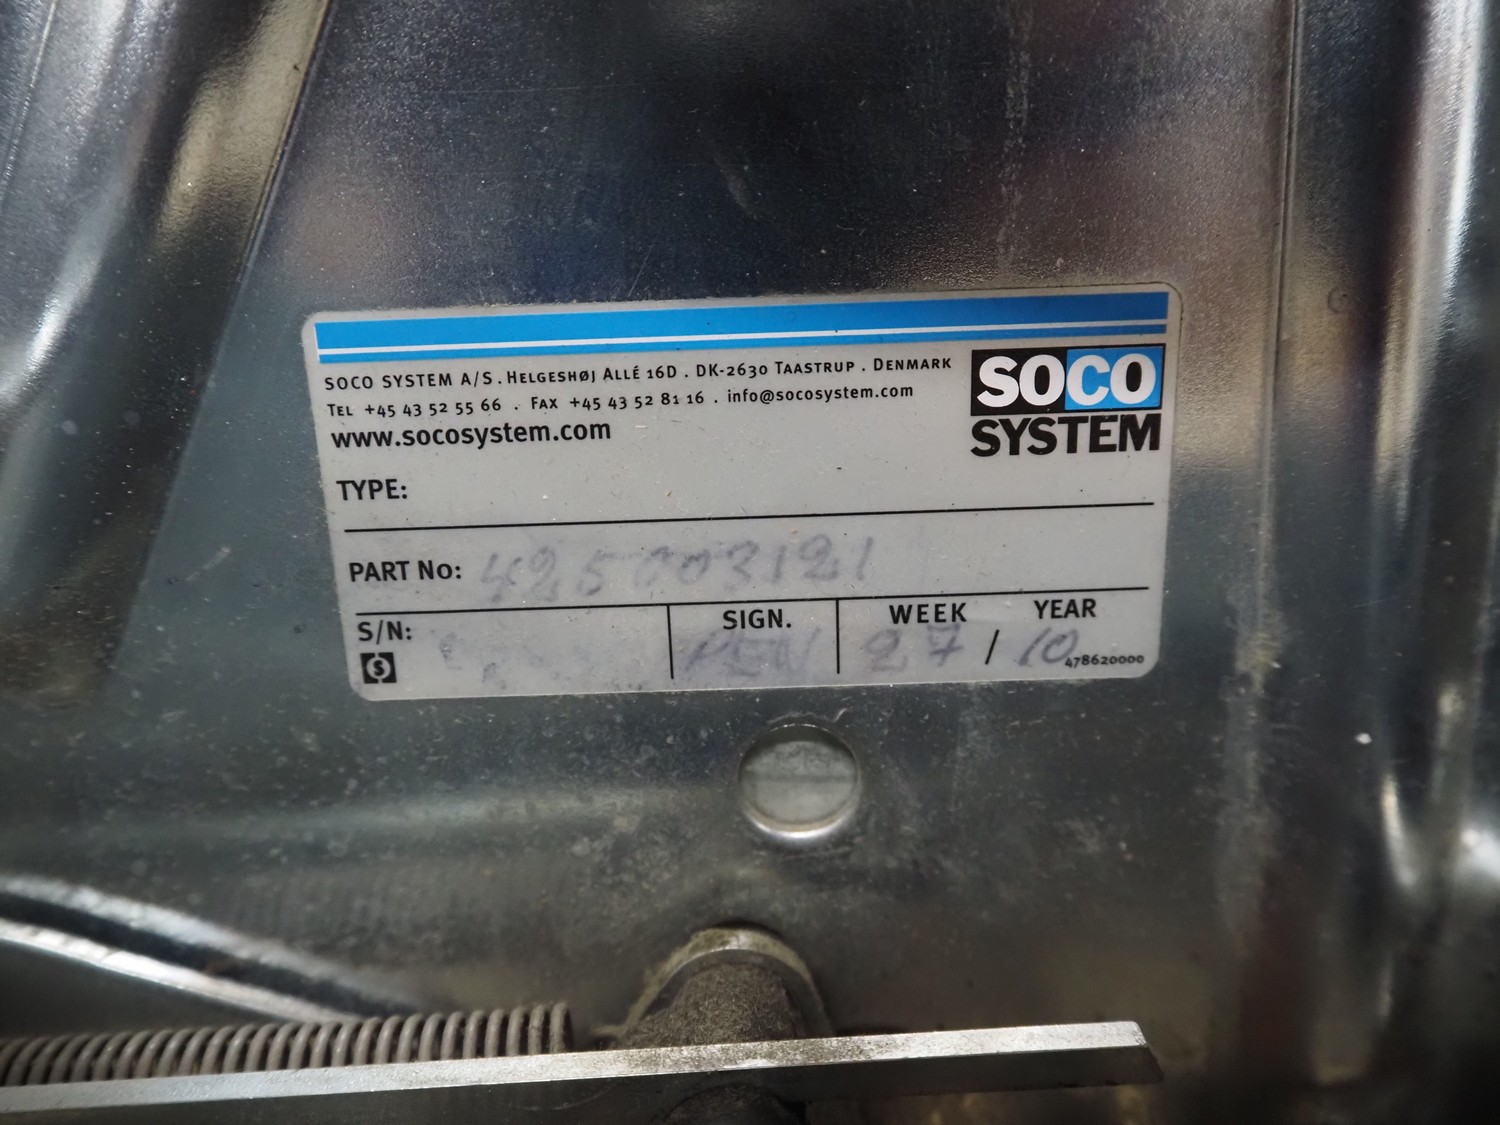 SOCO SYSTEM A/S . HELGESHØJ ALLÉ 16D . DK-2630 TAASTRUP . DENMARK
TEL +45 43 52 55 66 . FAX +45 43 52 81 16 . info@socosystem.com
www.socosystem.com
SOCO
SYSTEM
TYPE:
PART No: 425003121
S/N:
SIGN.
WEEK YEAR
27 / 10
478620000